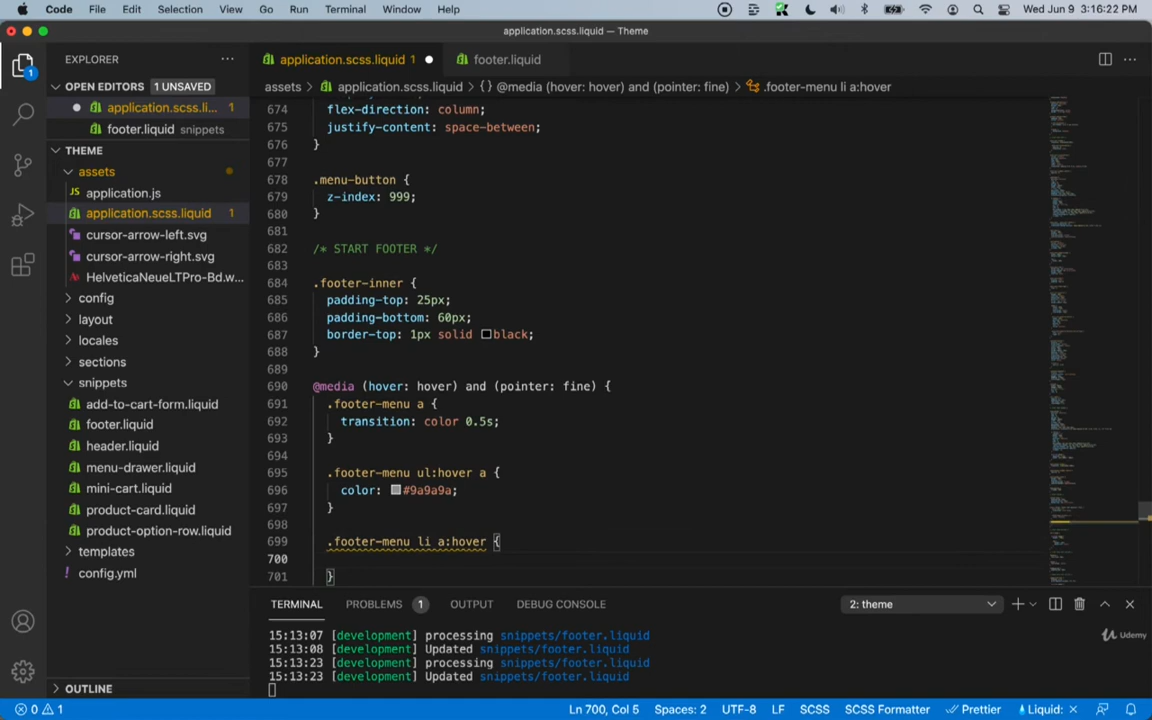 Code File Edit Selection View Go Run Terminal Window Help Wed Jun 9 3:16:22 PM
application.scss.liquid — Theme
EXPLORER
application.scss.liquid 1
footer.liquid
OPEN EDITORS 1 UNSAVED
assets > application.scss.liquid > { } @media (hover: hover) and (pointer: fine) > .footer-menu li a:hover
application.scss.li... 1
footer.liquid snippets
THEME
assets
JS application.js
application.scss.liquid 1
cursor-arrow-left.svg
cursor-arrow-right.svg
HelveticaNeueLTPro-Bd.w...
config
layout
locales
sections
snippets
add-to-cart-form.liquid
footer.liquid
header.liquid
menu-drawer.liquid
mini-cart.liquid
product-card.liquid
product-option-row.liquid
templates
! config.yml
OUTLINE
674 flex-direction: column;
675 justify-content: space-between;
676 }
677
678 .menu-button {
679 z-index: 999;
680 }
681
682 /* START FOOTER */
683
684 .footer-inner {
685 padding-top: 25px;
686 padding-bottom: 60px;
687 border-top: 1px solid black;
688 }
689
690 @media (hover: hover) and (pointer: fine) {
691 .footer-menu a {
692 transition: color 0.5s;
693 }
694
695 .footer-menu ul:hover a {
696 color: #9a9a9a;
697 }
698
699 .footer-menu li a:hover {
700
701 }
TERMINAL PROBLEMS 1 OUTPUT DEBUG CONSOLE 2: theme
15:13:07 [development] processing snippets/footer.liquid
15:13:08 [development] Updated snippets/footer.liquid
15:13:23 [development] processing snippets/footer.liquid
15:13:23 [development] Updated snippets/footer.liquid
Udemy
0 1 Ln 700, Col 5 Spaces: 2 UTF-8 LF SCSS SCSS Formatter Prettier Liquid: ×